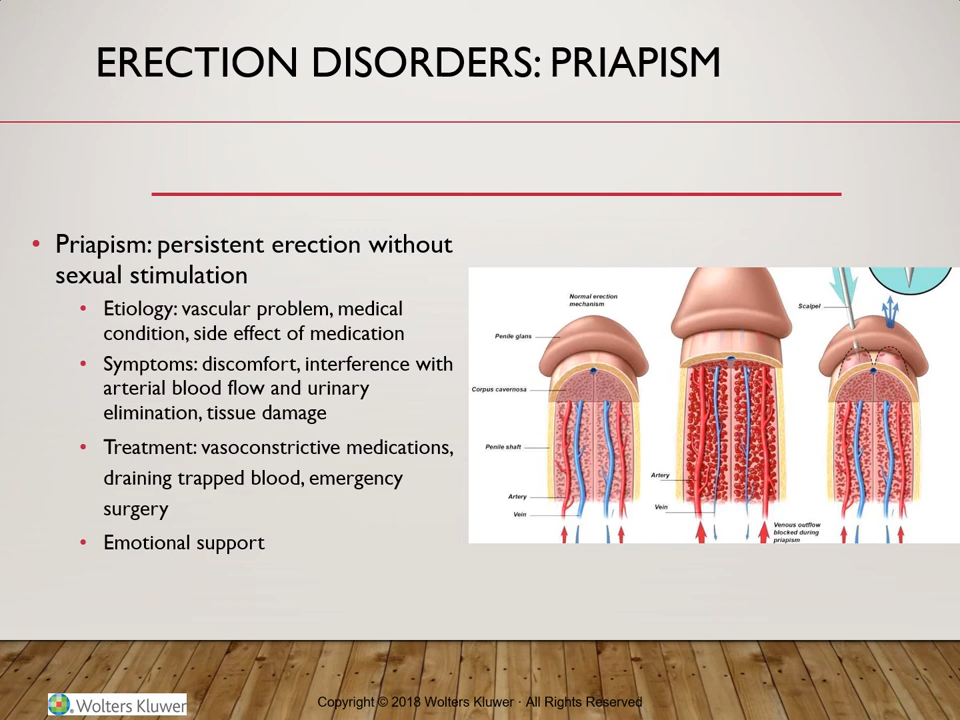 ERECTION DISORDERS: PRIAPISM
• Priapism: persistent erection without
sexual stimulation
• Etiology: vascular problem, medical
condition, side effect of medication
• Symptoms: discomfort, interference with
arterial blood flow and urinary
elimination, tissue damage
• Treatment: vasoconstrictive medications,
draining trapped blood, emergency
surgery
• Emotional support
Normal erection
mechanism
Penile glans
Corpus cavernosa
Penile shaft
Artery
Vein
Artery
Vein
Venous outflow
blocked during
priapism
Scalpel
Wolters Kluwer
Copyright © 2018 Wolters Kluwer · All Rights Reserved